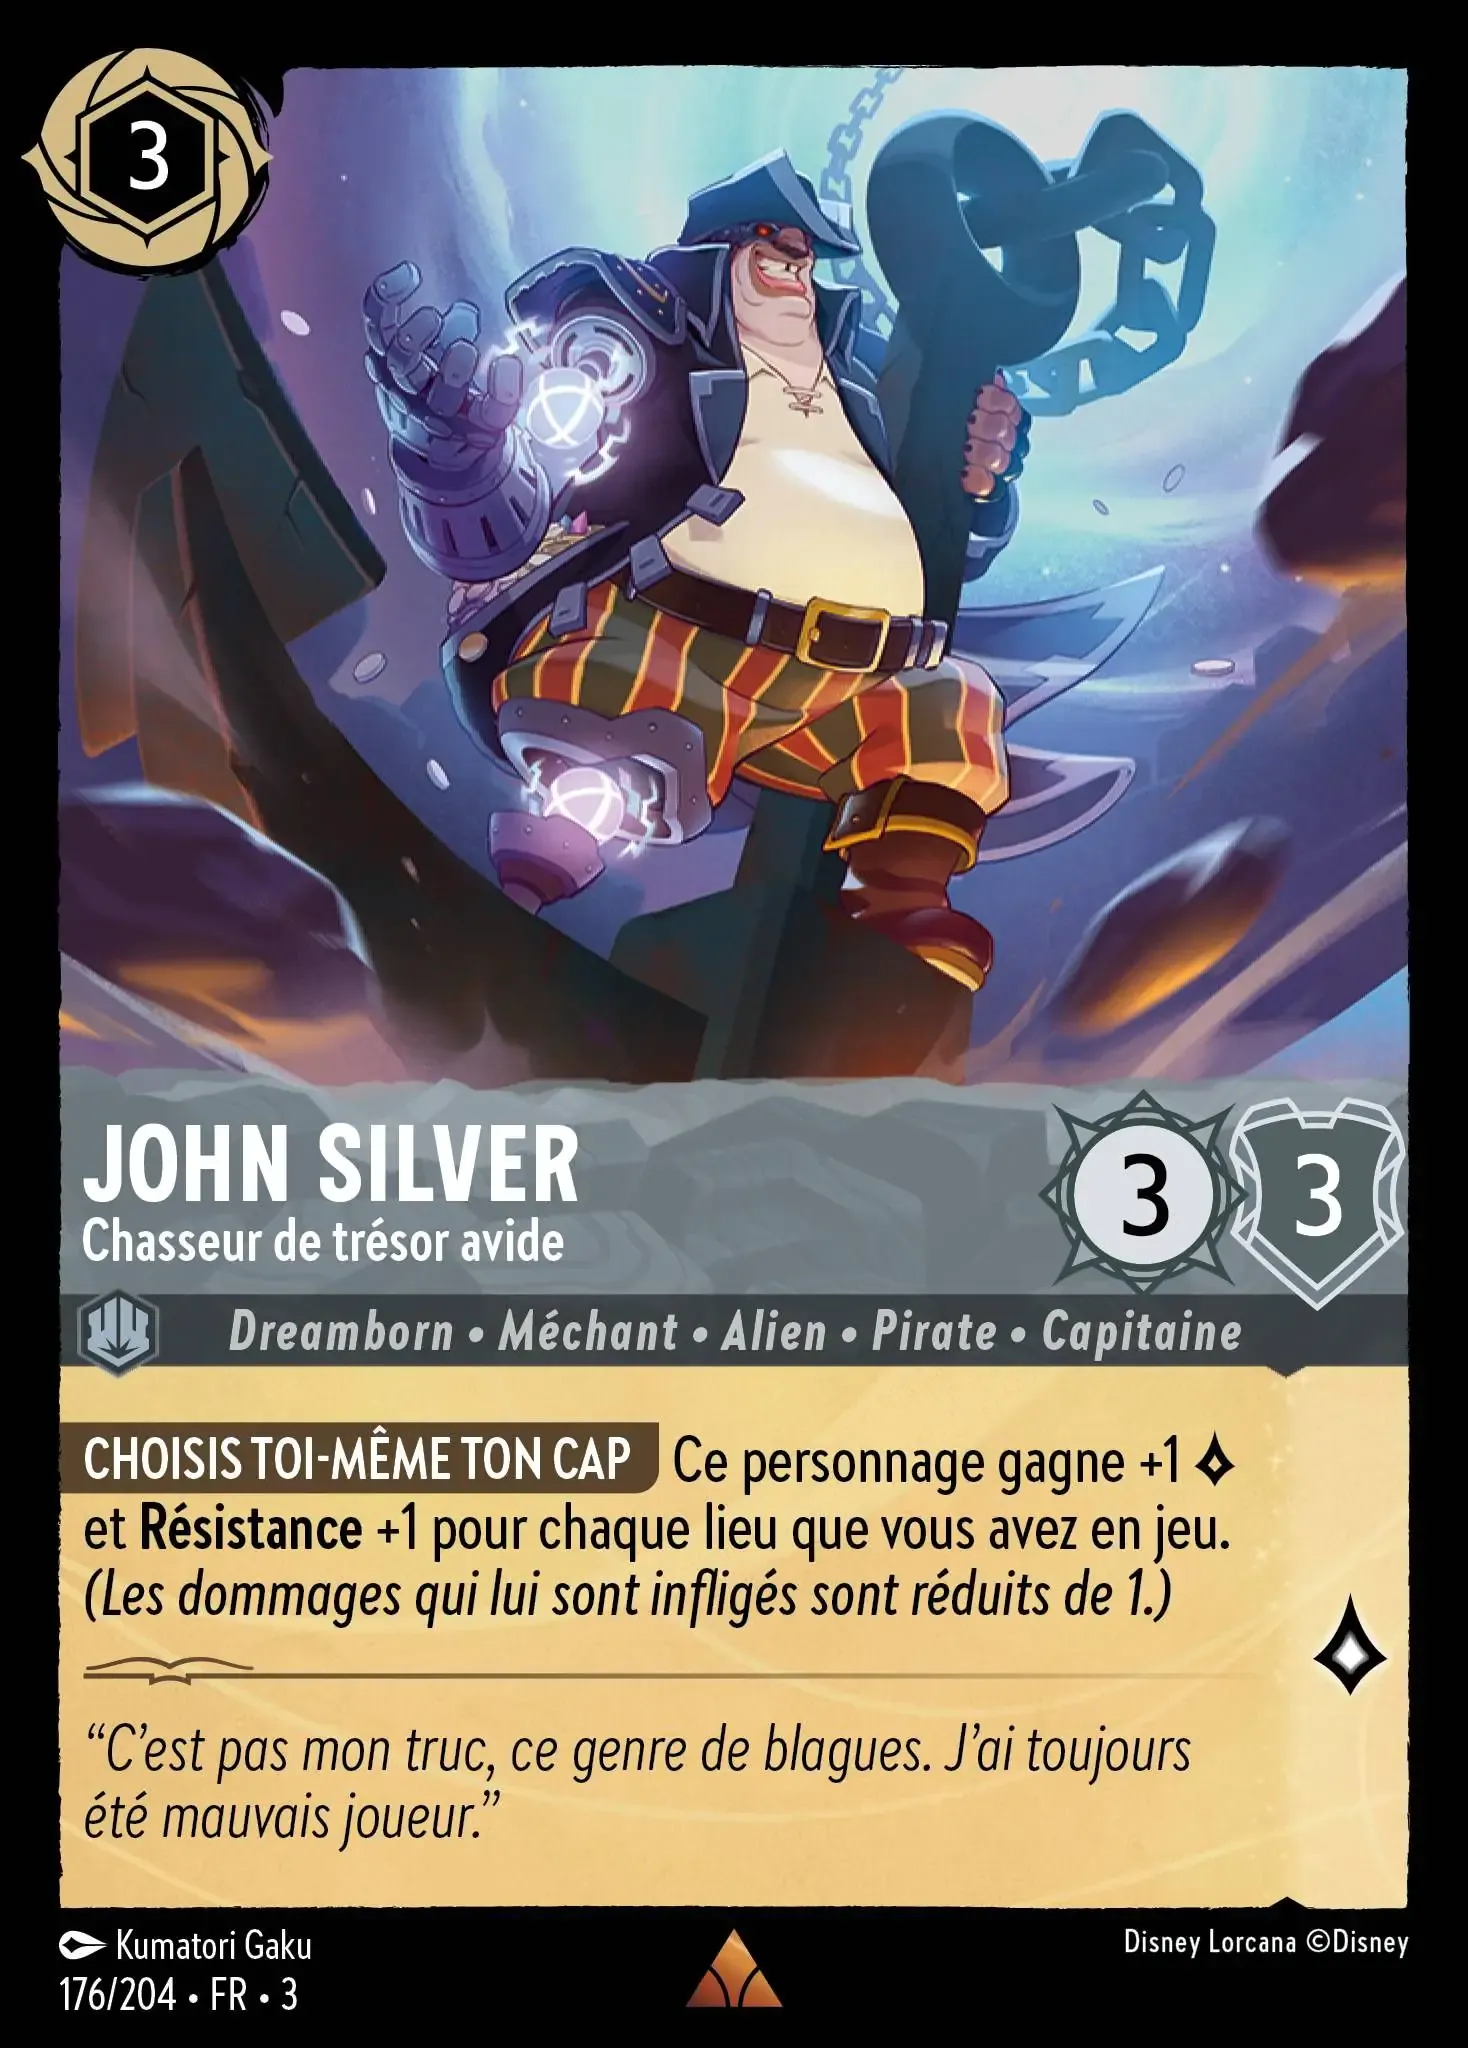 3
JOHN SILVER
Chasseur de trésor avide
3
3
Dreamborn • Méchant • Alien • Pirate • Capitaine
CHOISIS TOI-MÊME TON CAP Ce personnage gagne +1
et Résistance +1 pour chaque lieu que vous avez en jeu.
(Les dommages qui lui sont infligés sont réduits de 1.)
“C’est pas mon truc, ce genre de blagues. J’ai toujours
été mauvais joueur.”
Kumatori Gaku
Disney Lorcana ©Disney
176/204 • FR • 3